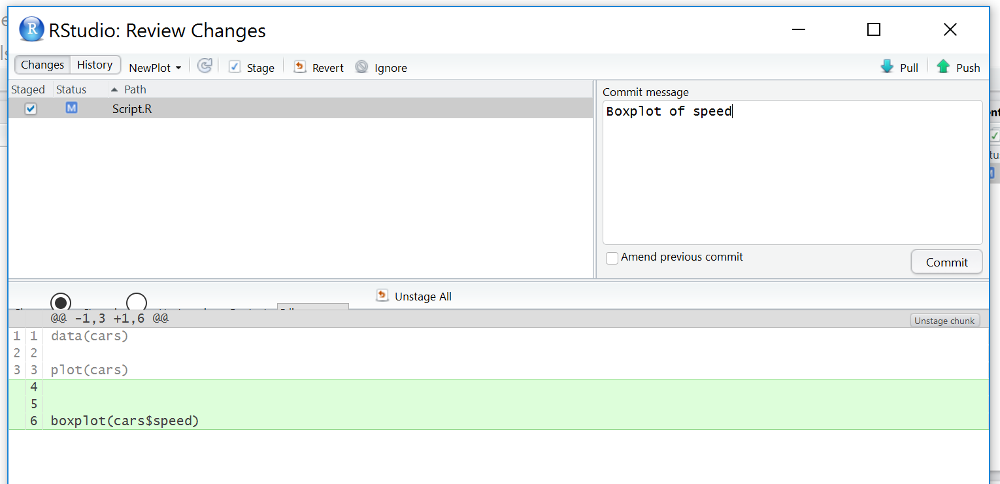 RStudio: Review Changes
Changes History NewPlot Stage Revert Ignore Pull Push
Staged Status Path
M Script.R
Commit message
Boxplot of speed
Amend previous commit
Commit
Unstage All
@@ -1,3 +1,6 @@ Unstage chunk
1 1 data(cars)
2 2
3 3 plot(cars)
4
5
6 boxplot(cars$speed)